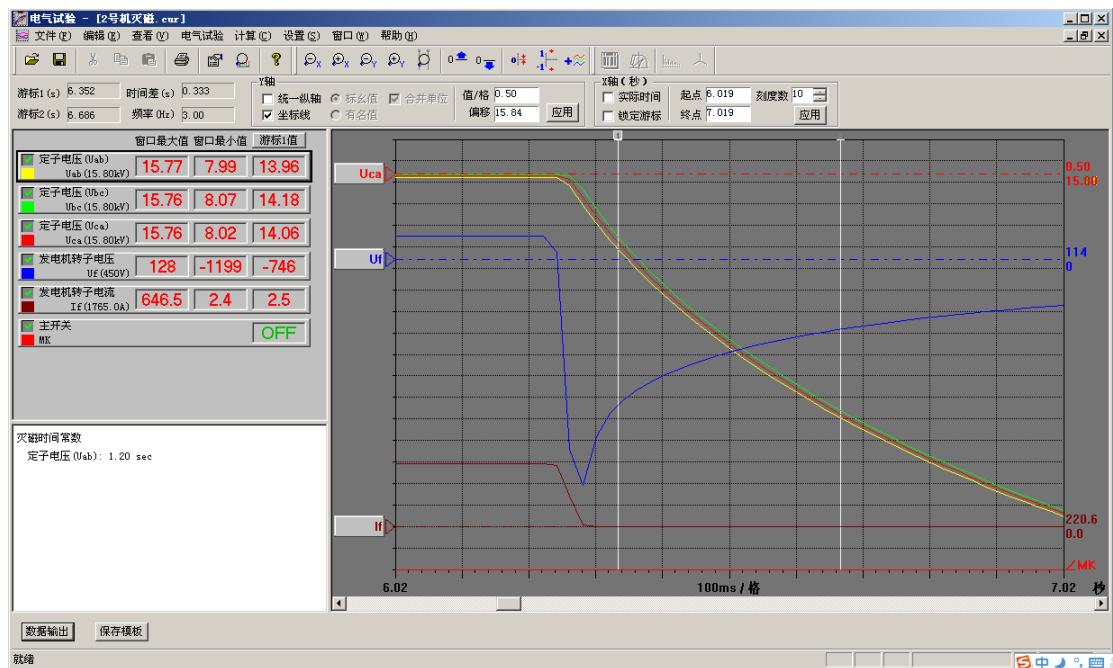 电气试验 - [2号机灭磁.cur]
文件(F) 编辑(E) 查看(V) 电气试验 计算(C) 设置(S) 窗口(W) 帮助(H)
游标1(s) 6.352 时间差(s) 0.333
游标2(s) 6.686 频率(Hz) 3.00
Y轴
统一纵轴 标幺值 合并单位 值/格 0.50
坐标线 有名值 偏移 15.84 应用
X轴(秒)
实际时间 起点 6.019 刻度数 10
锁定游标 终点 7.019 应用
窗口最大值 窗口最小值 游标1值
定子电压(Uab)
Uab(15.80kV) 15.77 7.99 13.96
定子电压(Ubc)
Ubc(15.80kV) 15.76 8.07 14.18
定子电压(Uca)
Uca(15.80kV) 15.76 8.02 14.06
发电机转子电压
Uf(450V) 128 -1199 -746
发电机转子电流
If(1765.0A) 646.5 2.4 2.5
主开关
MK OFF
灭磁时间常数
定子电压(Uab): 1.20 sec
1
Uca 0.50
15.80
Uf 114
0
If 220.6
0.0
∠MK
6.02 100ms/格 7.02 秒
数据输出 保存模板
就绪
中